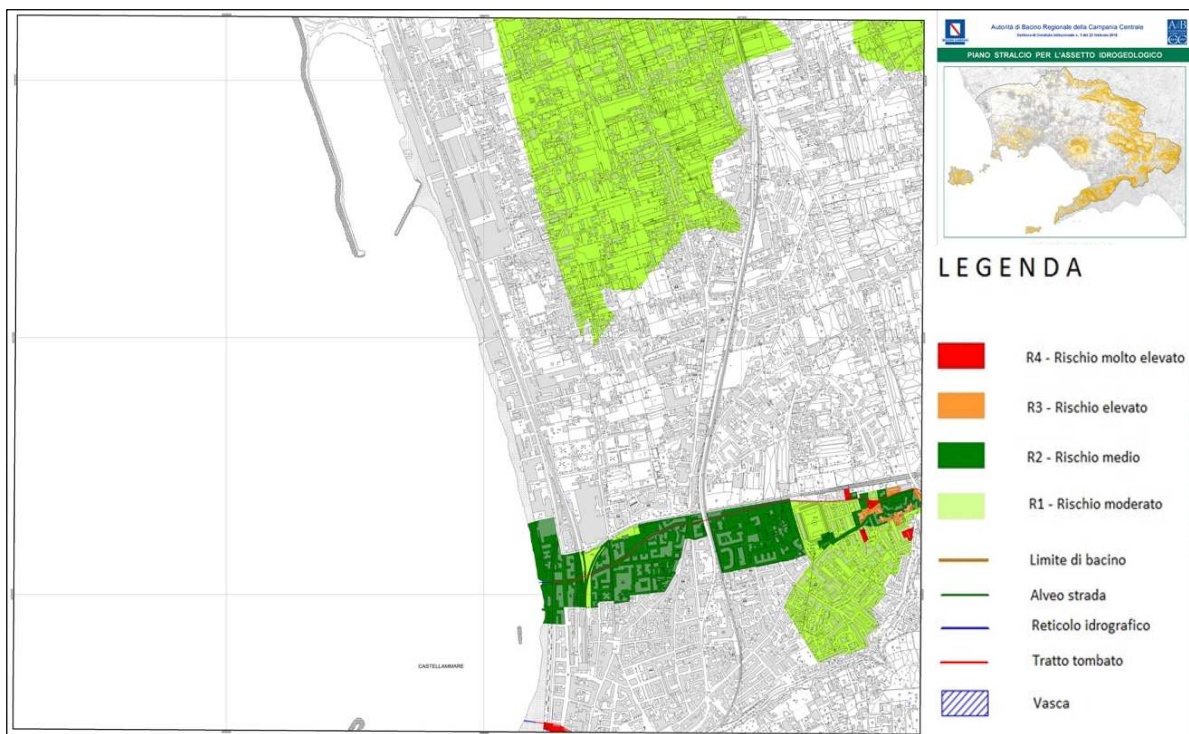 Autorità di Bacino Regionale della Campania Centrale
PIANO STRALCIO PER L'ASSETTO IDROGEOLOGICO
LEGENDA
R4 - Rischio molto elevato
R3 - Rischio elevato
R2 - Rischio medio
R1 - Rischio moderato
Limite di bacino
Alveo strada
Reticolo idrografico
Tratto tombato
Vasca
CASTELLAMMARE